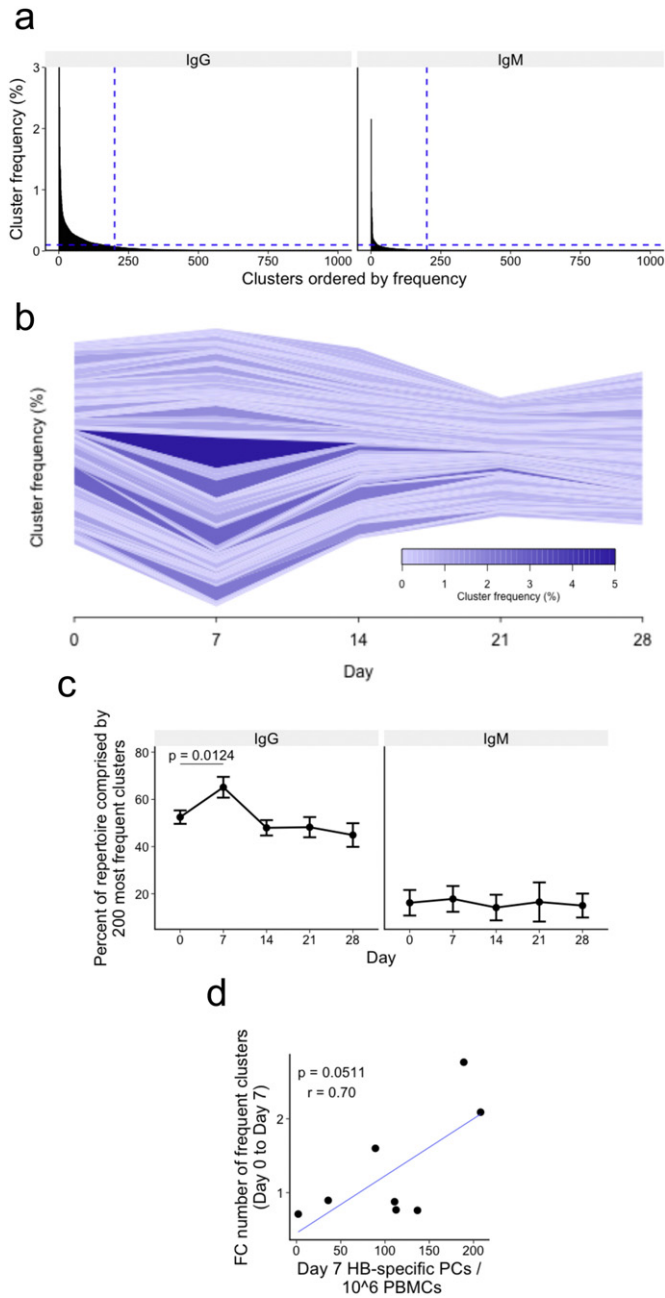 a
IgG
IgM
Cluster frequency (%)
3
2
1
0
0 250 500 750 1000
0 250 500 750 1000
Clusters ordered by frequency
b
Cluster frequency (%)
0 1 2 3 4 5
Cluster frequency (%)
0 7 14 21 28
Day
c
IgG
IgM
Percent of repertoire comprised by
200 most frequent clusters
p = 0.0124
80
60
40
20
0 7 14 21 28
0 7 14 21 28
Day
d
FC number of frequent clusters
(Day 0 to Day 7)
p = 0.0511
r = 0.70
2
1
0 50 100 150 200
Day 7 HB-specific PCs /
10^6 PBMCs